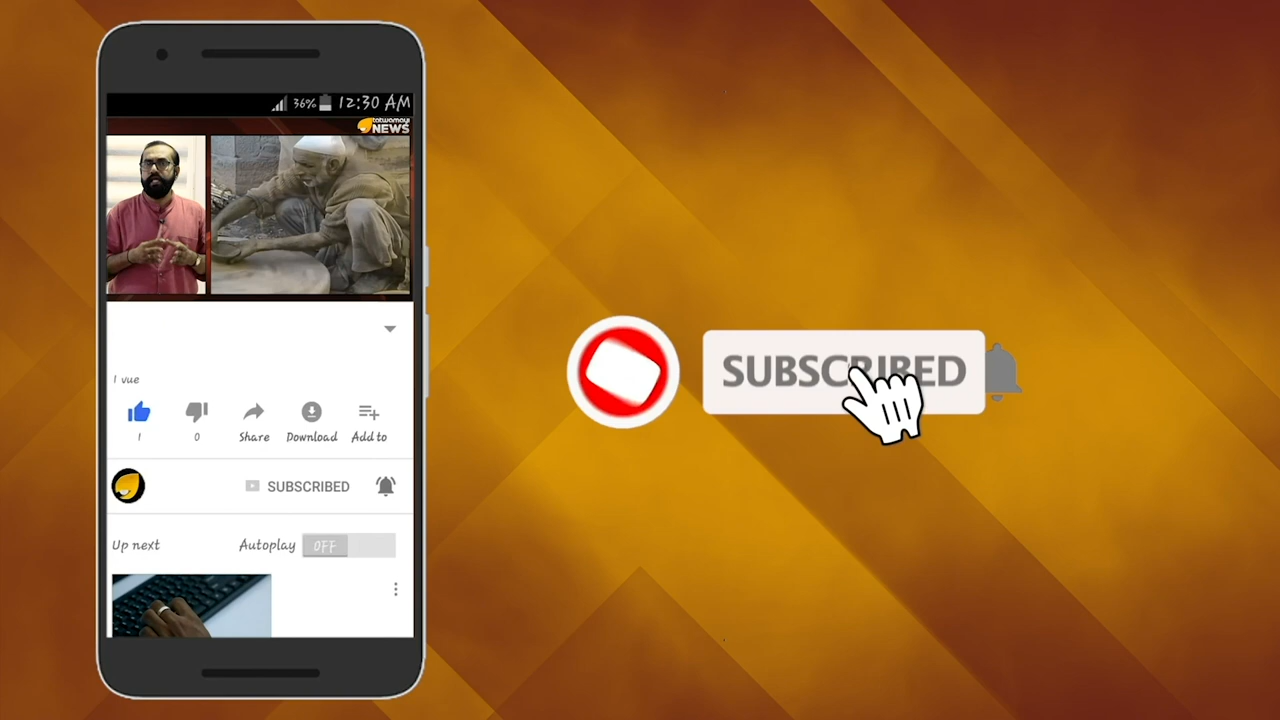 36% 12:30 AM
tatwamayi
NEWS
1 vue
1
0
Share
Download
Add to
SUBSCRIBED
Up next
Autoplay
OFF
SUBSCRIBED